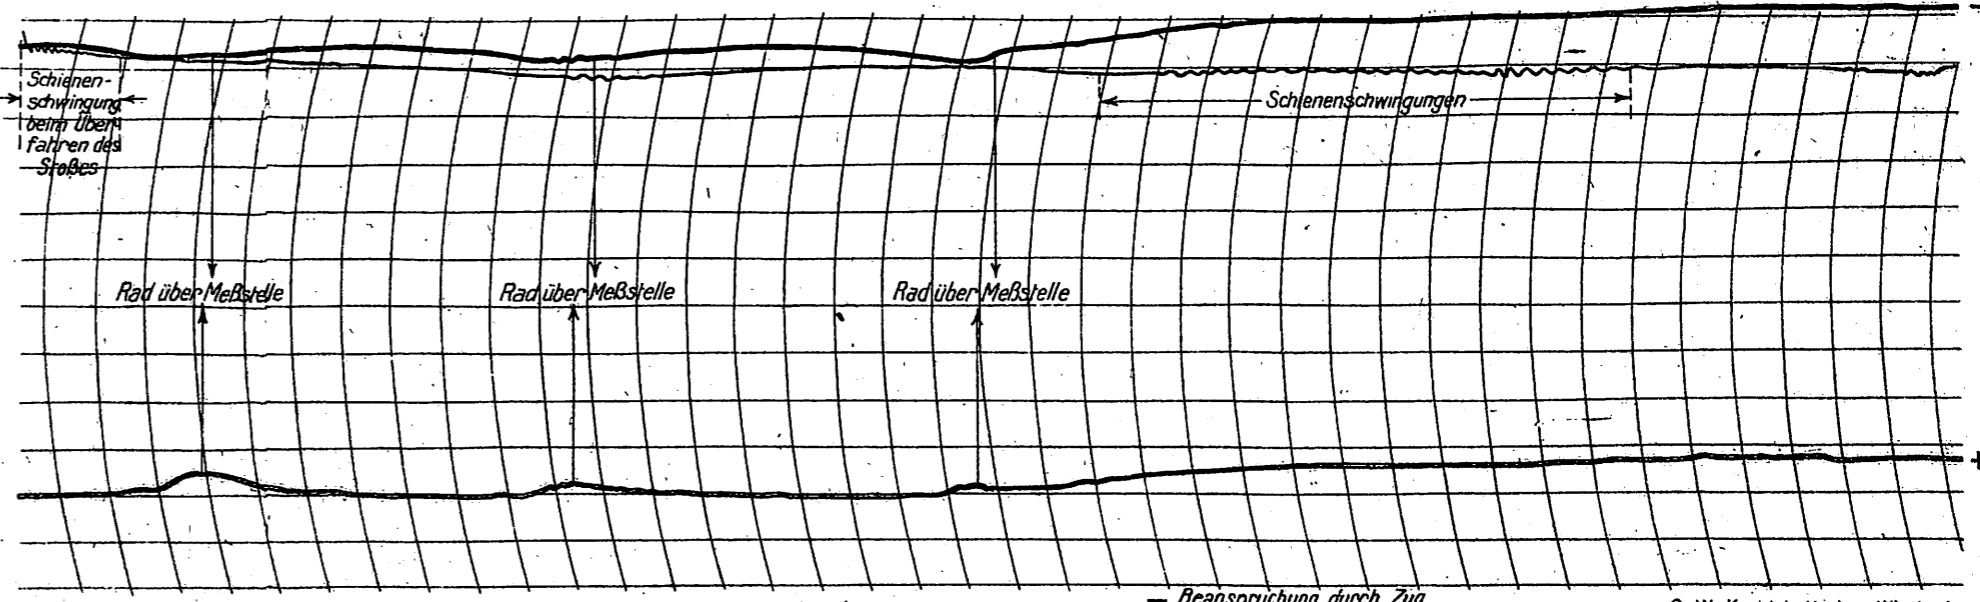 Schienen-
schwingung
beim Über-
fahren des
Stoßes
Schienenschwingungen
Rad über Meßstelle
Rad über Meßstelle
Rad über Meßstelle
+
Beanspruchung durch Zug